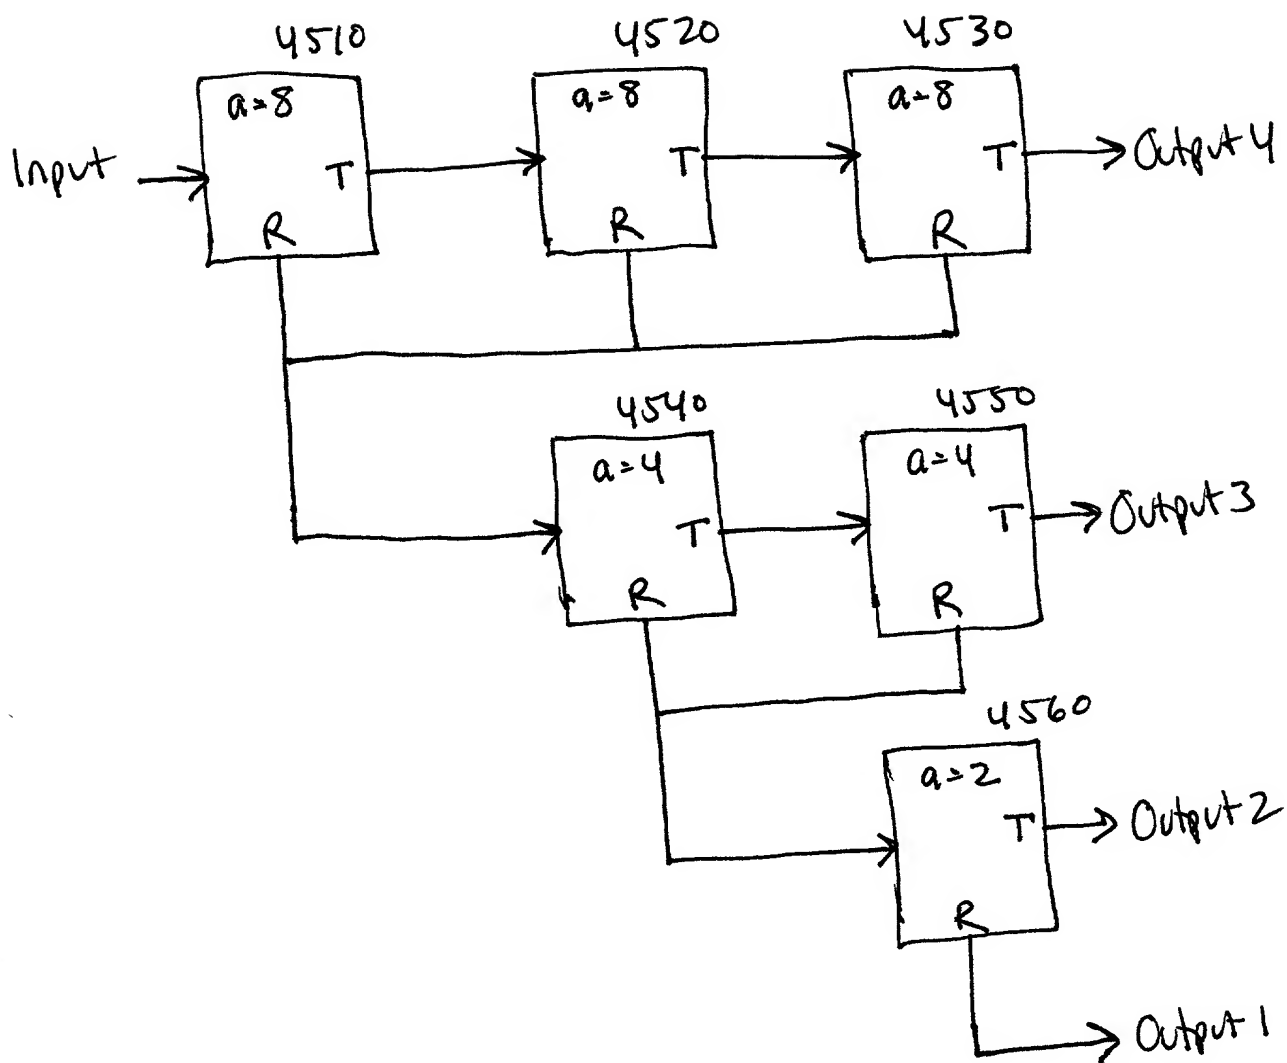 4510
4520
4530
a=8
a=8
a=8
Input
T
T
T
Output 4
R
R
R
4540
4550
a=4
a=4
T
T
Output 3
R
R
4560
a=2
T
Output 2
R
Output 1